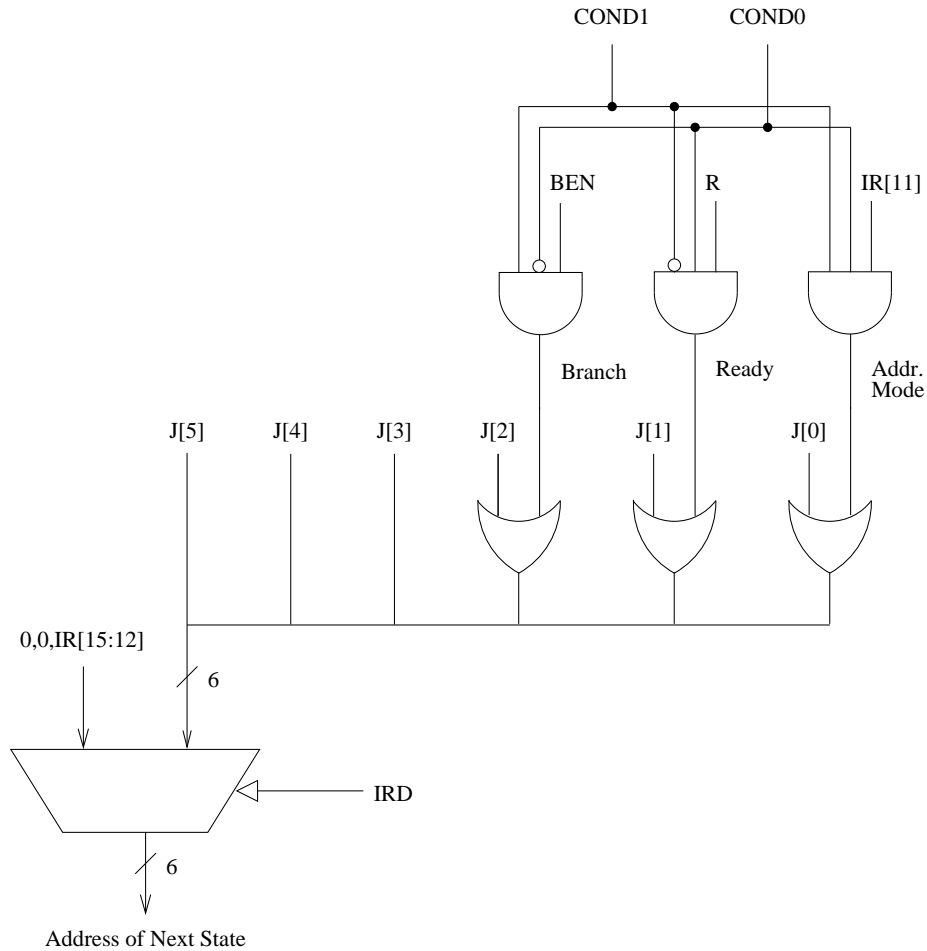 COND1 COND0
BEN R IR[11]
Branch Ready Addr.
Mode
J[5] J[4] J[3] J[2] J[1] J[0]
0,0,IR[15:12]
6
IRD
6
Address of Next State